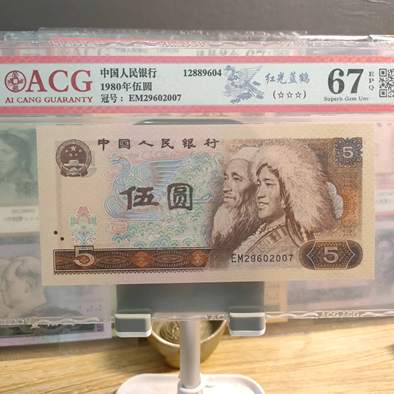 ACG
AI CANG GUARANTY
中国人民银行 12889604
1980年伍圆
冠号：EM29602007
红光蓝鹤
(☆☆☆)
67 EPQ
Superb Gem Unc
中国人民银行
5
伍圆
5
5
EM29602007
ACG ACG